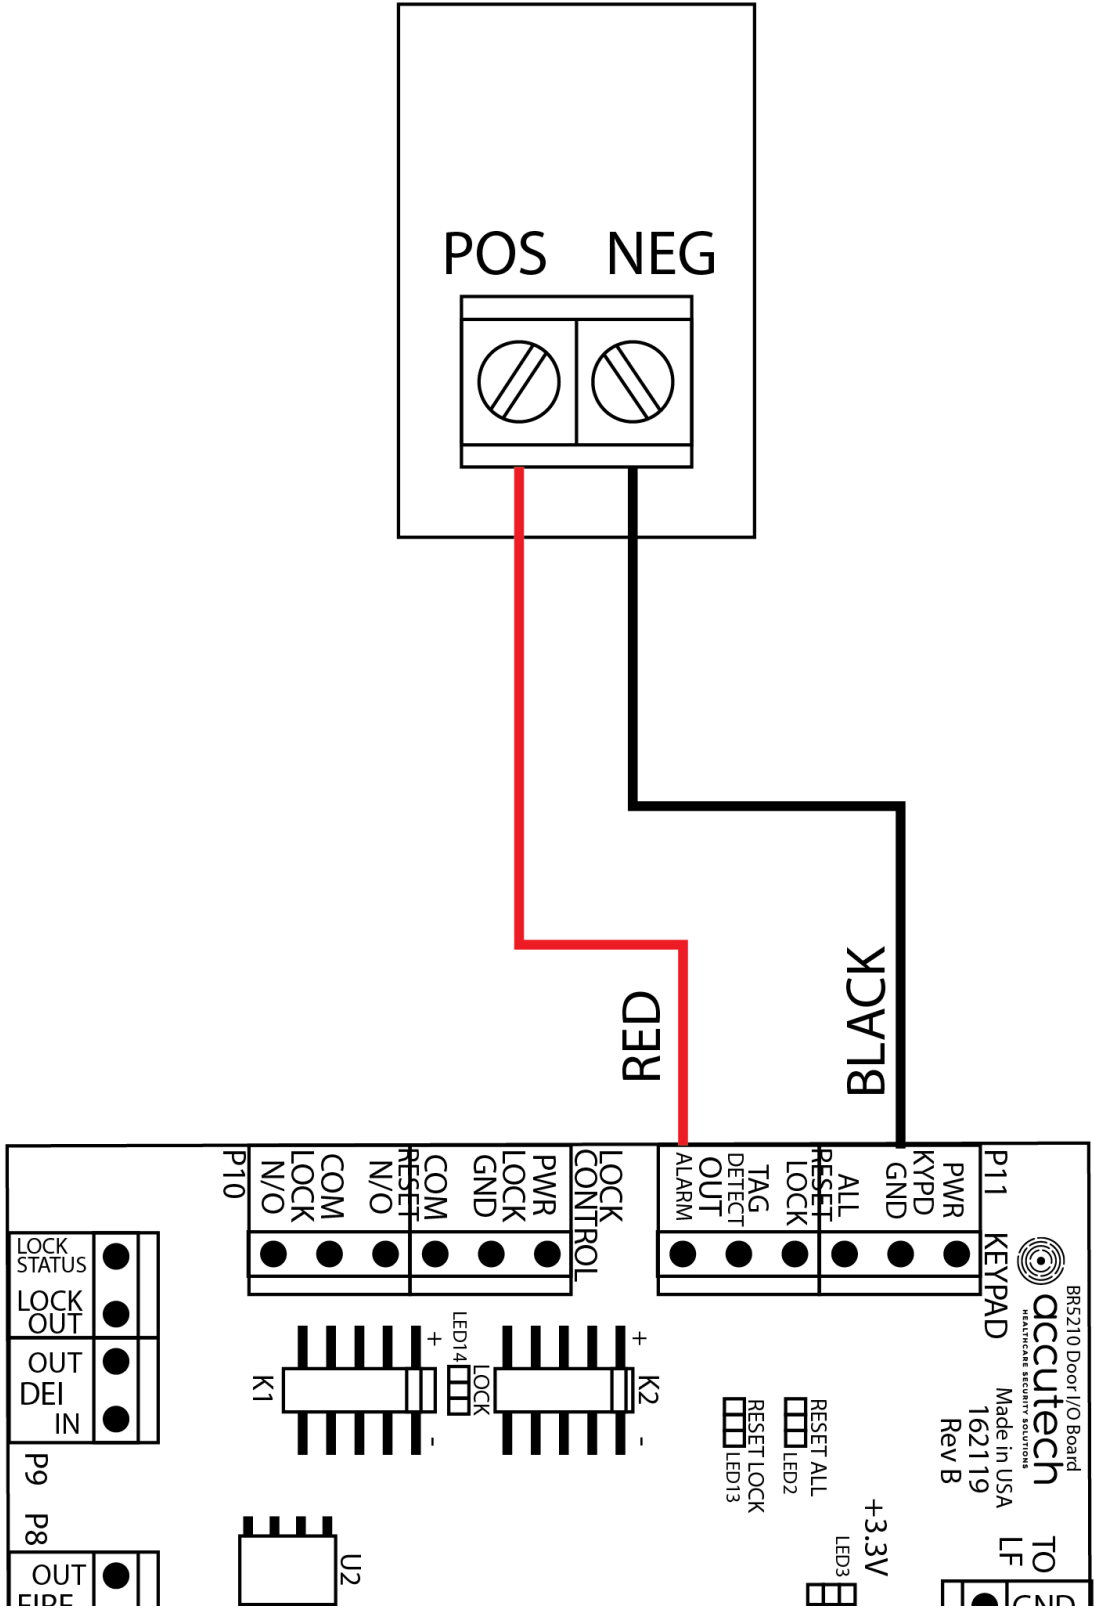 POS NEG
RED
BLACK
P10
N/O
LOCK
COM
N/O
RESET
COM
GND
LOCK
PWR
LOCK
CONTROL
ALARM
OUT
DETECT
TAG
LOCK
RESET
ALL
GND
KYPD
PWR
P11
KEYPAD
LOCK
STATUS
LOCK
OUT
OUT
DEI
IN
P9
P8
OUT
FIRE
K1
+
-
LED14
LOCK
+
-
K2
RESET LOCK
LED13
RESET ALL
LED2
accutech
HEALTHCARE SECURITY SOLUTIONS
BR5210 Door I/O Board
Made in USA
162119
Rev B
+3.3V
LED3
TO
LF
GND
U2